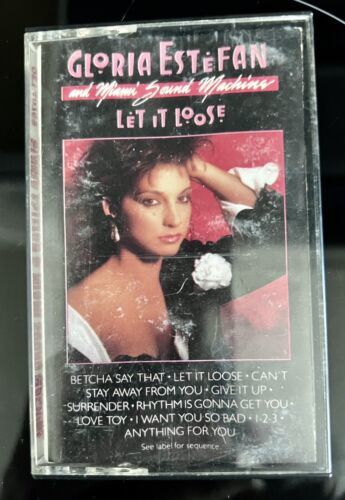 GLORIA ESTEFAN
and Miami Sound Machine
LET IT LOOSE
BETCHA SAY THAT • LET IT LOOSE • CAN'T
STAY AWAY FROM YOU • GIVE IT UP •
SURRENDER • RHYTHM IS GONNA GET YOU •
LOVE TOY • I WANT YOU SO BAD • 1-2-3 •
ANYTHING FOR YOU
See label for sequence